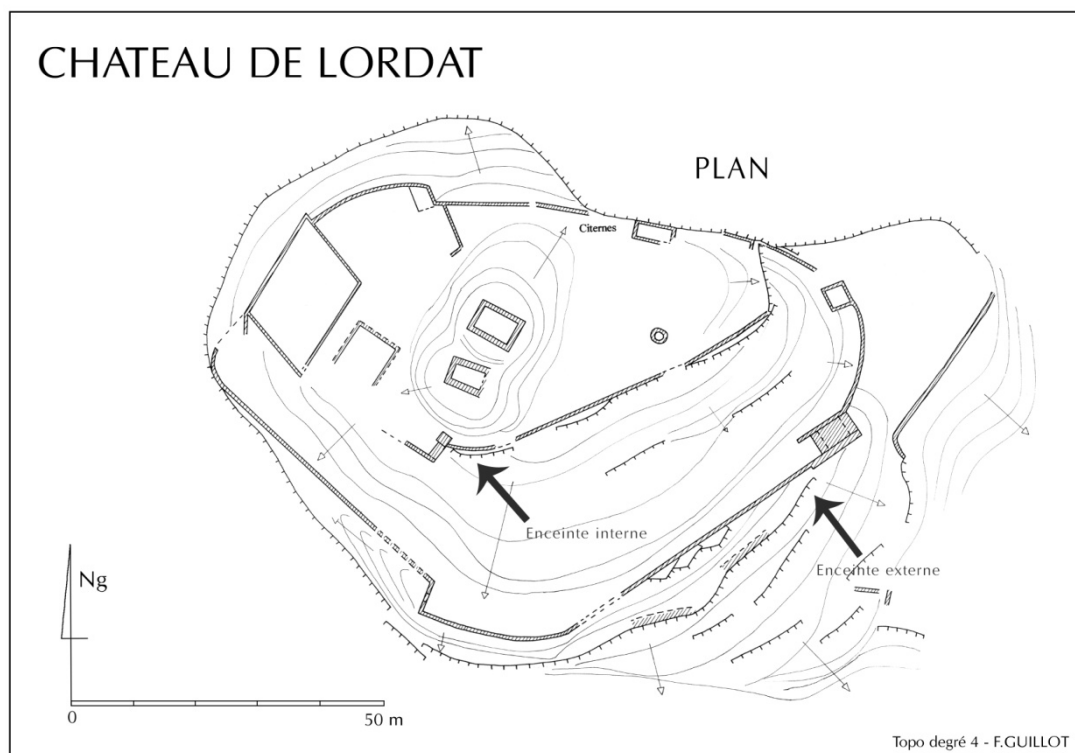 CHATEAU DE LORDAT
PLAN
Citernes
Enceinte interne
Enceinte externe
Ng
0 50 m
Topo degré 4 - F.GUILLOT